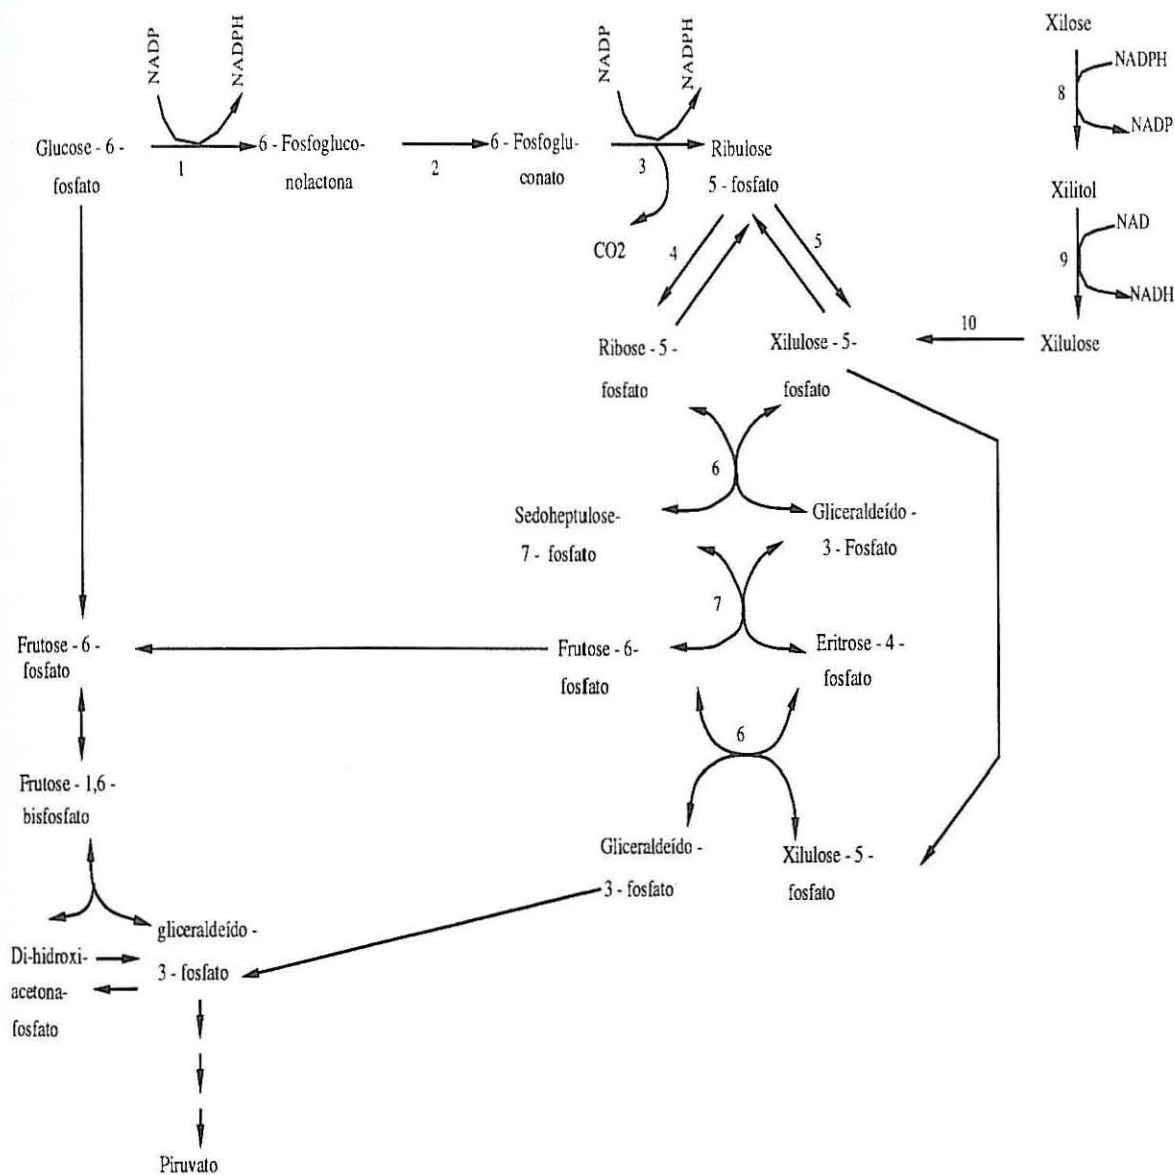 NADP
NADPH
NADP
NADPH
Xilose
NADPH
8
NADP
Glucose - 6 -
fosfato
1
6 - Fosfogluco-
nolactona
2
6 - Fosfoglu-
conato
3
Ribulose
5 - fosfato
CO2
Xilitol
NAD
9
NADH
4
5
Ribose - 5 -
fosfato
Xilulose - 5-
fosfato
10
Xilulose
6
Sedoheptulose-
7 - fosfato
Gliceraldeído -
3 - Fosfato
7
Frutose - 6 -
fosfato
Frutose - 6-
fosfato
Eritrose - 4 -
fosfato
6
Frutose - 1,6 -
bisfosfato
Gliceraldeído -
3 - fosfato
Xilulose - 5 -
fosfato
gliceraldeído -
3 - fosfato
Di-hidroxi-
acetona-
fosfato
Piruvato